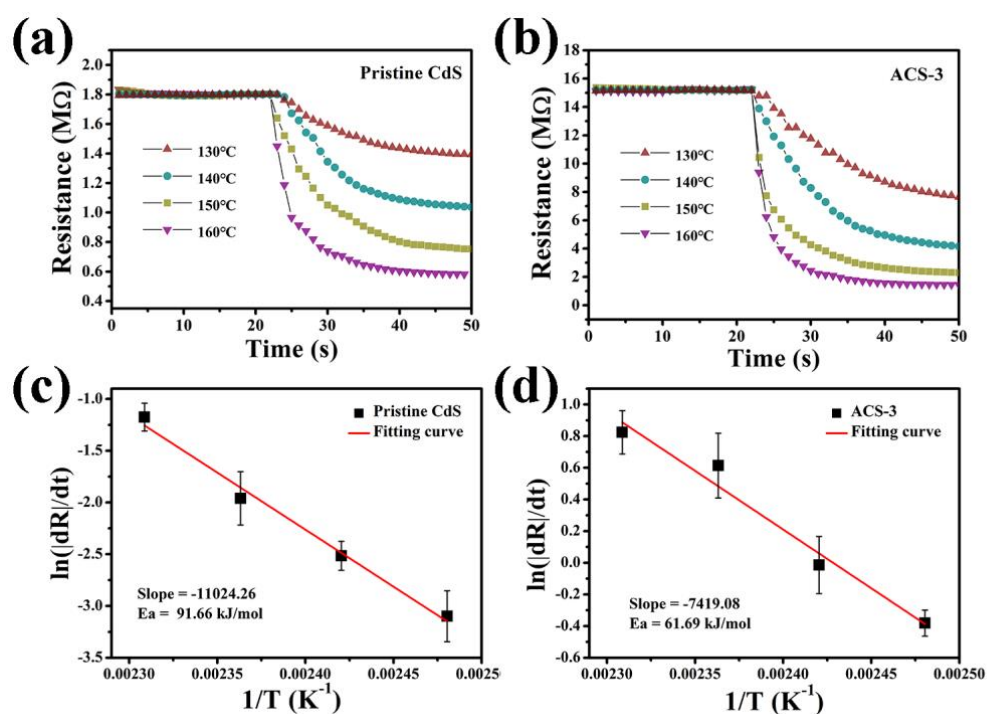 (a)
Pristine CdS
Resistance (MΩ)
2.0
1.8
1.6
1.4
1.2
1.0
0.8
0.6
0.4
130°C
140°C
150°C
160°C
0 10 20 30 40 50
Time (s)
(b)
ACS-3
Resistance (MΩ)
18
16
14
12
10
8
6
4
2
0
130°C
140°C
150°C
160°C
0 10 20 30 40 50
Time (s)
(c)
Pristine CdS
Fitting curve
ln(|dR|/dt)
-1.0
-1.5
-2.0
-2.5
-3.0
-3.5
Slope = -11024.26
Ea = 91.66 kJ/mol
0.00230 0.00235 0.00240 0.00245 0.00250
1/T (K⁻¹)
(d)
ACS-3
Fitting curve
ln(|dR|/dt)
1.0
0.8
0.6
0.4
0.2
0.0
-0.2
-0.4
-0.6
Slope = -7419.08
Ea = 61.69 kJ/mol
0.00230 0.00235 0.00240 0.00245 0.00250
1/T (K⁻¹)